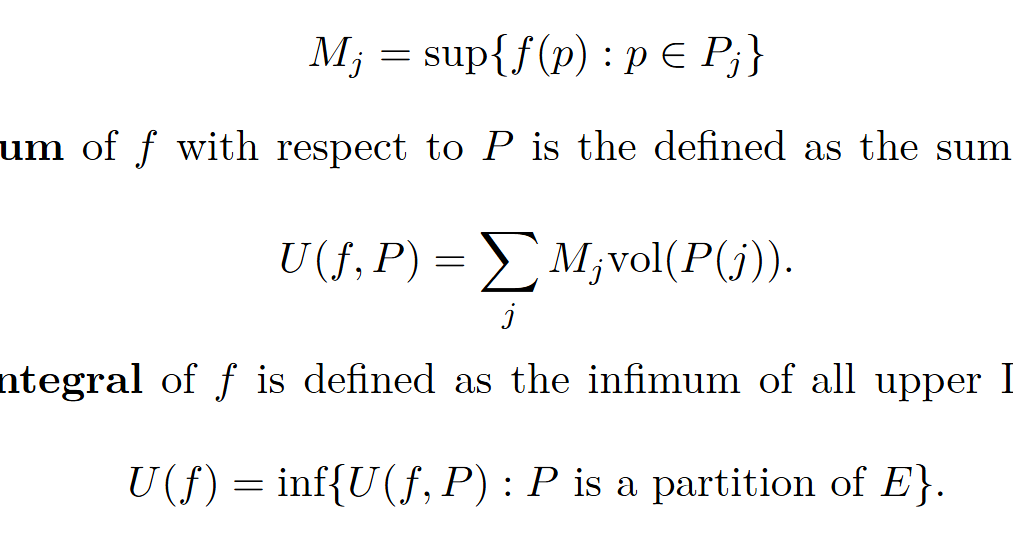 M_j = sup{f(p) : p ∈ P_j}
um of f with respect to P is the defined as the sum
U(f, P) = ∑_j M_j vol(P(j)).
ntegral of f is defined as the infimum of all upper
U(f) = inf{U(f, P) : P is a partition of E}.